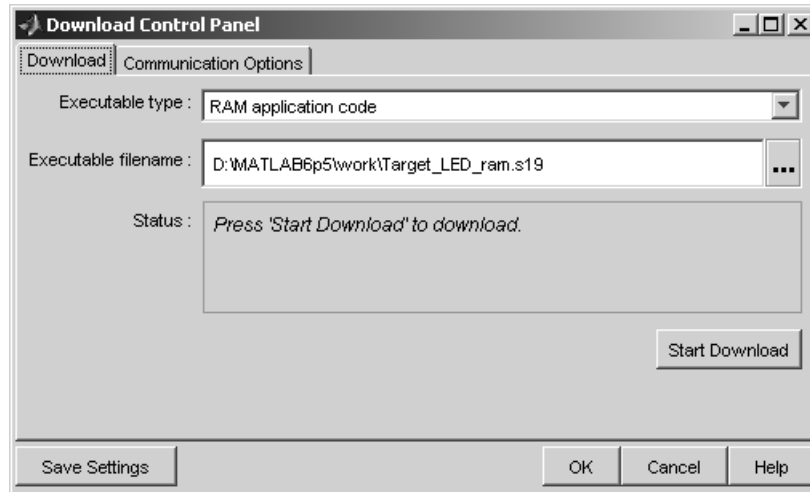 Download Control Panel
Download Communication Options
Executable type : RAM application code
Executable filename : D:\MATLAB6p5\work\Target_LED_ram.s19 ...
Status : Press 'Start Download' to download.
Start Download
Save Settings OK Cancel Help